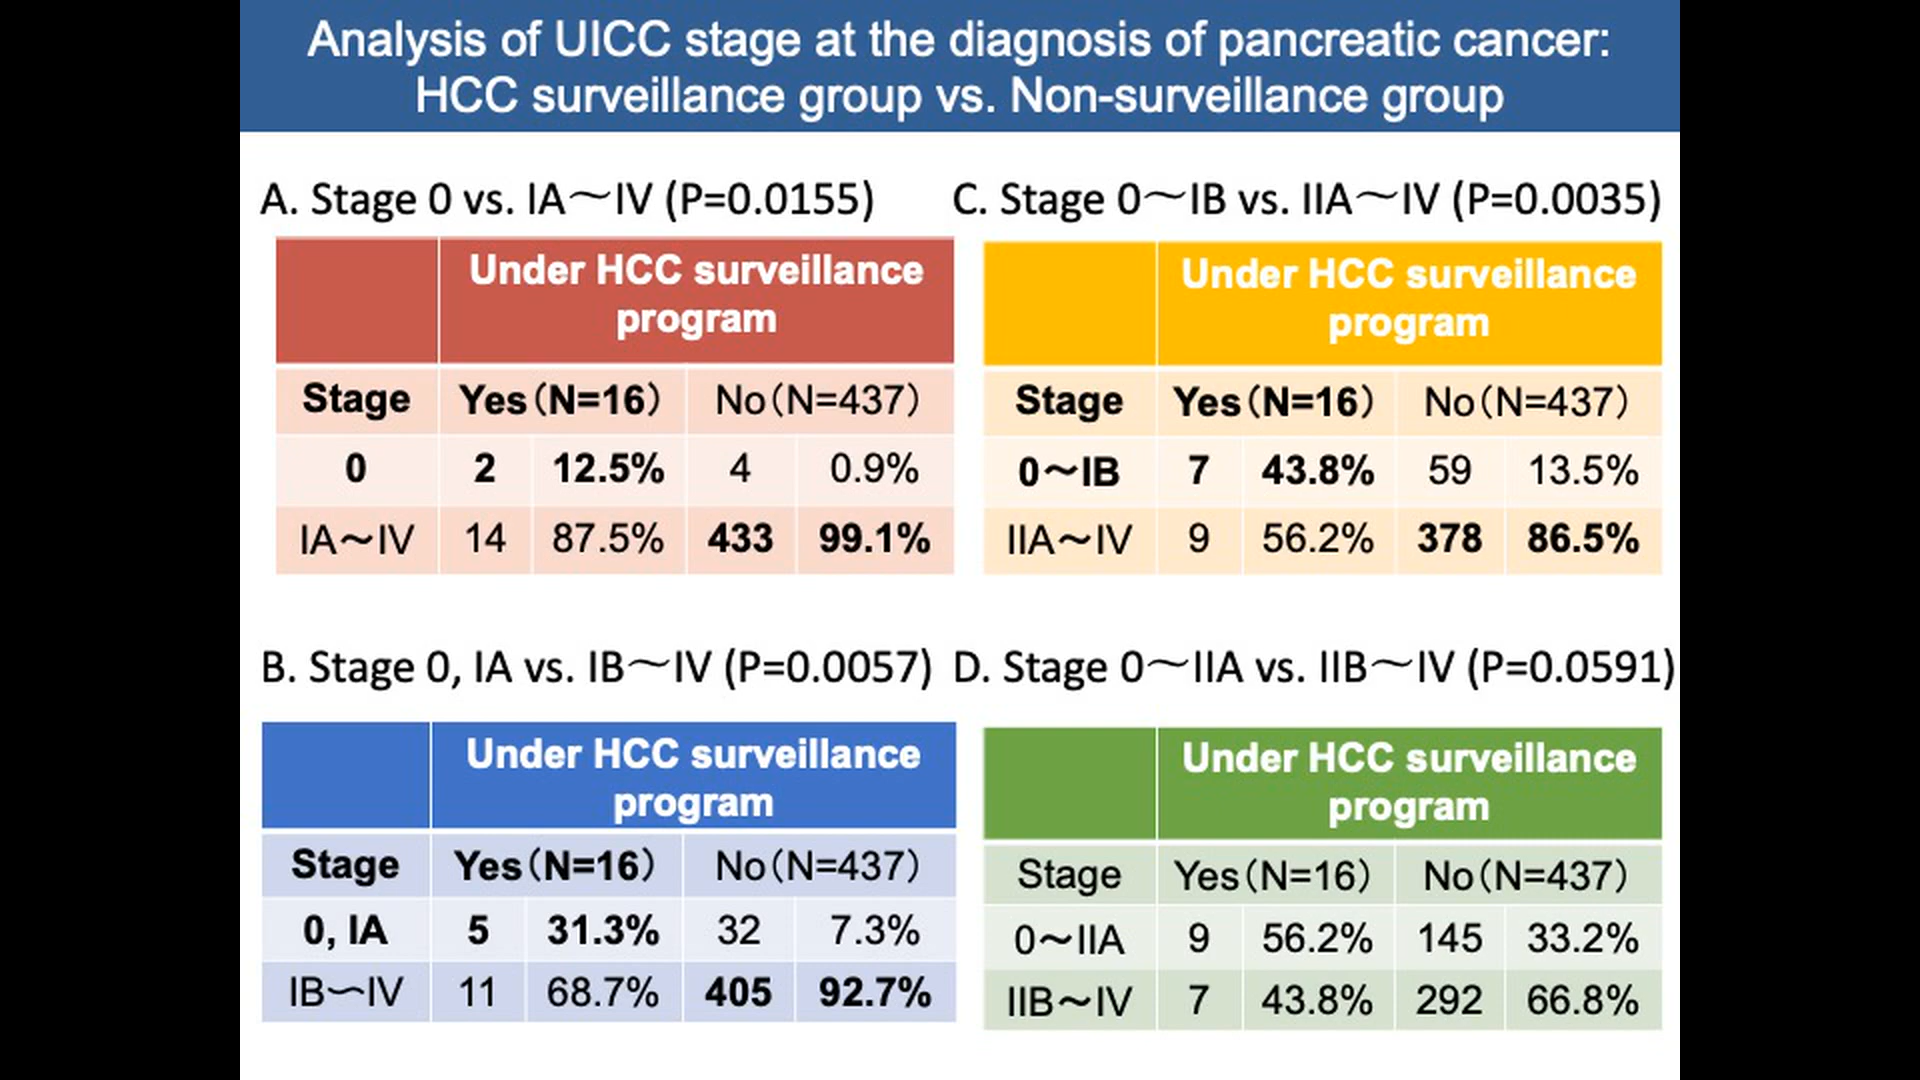 Analysis of UICC stage at the diagnosis of pancreatic cancer:
HCC surveillance group vs. Non-surveillance group
A. Stage 0 vs. IA～IV (P=0.0155)
Under HCC surveillance
program
Stage Yes（N=16） No（N=437）
0 2 12.5% 4 0.9%
IA～IV 14 87.5% 433 99.1%
B. Stage 0, IA vs. IB～IV (P=0.0057)
Under HCC surveillance
program
Stage Yes（N=16） No（N=437）
0, IA 5 31.3% 32 7.3%
IB～IV 11 68.7% 405 92.7%
C. Stage 0～IB vs. IIA～IV (P=0.0035)
Under HCC surveillance
program
Stage Yes（N=16） No（N=437）
0～IB 7 43.8% 59 13.5%
IIA～IV 9 56.2% 378 86.5%
D. Stage 0～IIA vs. IIB～IV (P=0.0591)
Under HCC surveillance
program
Stage Yes（N=16） No（N=437）
0～IIA 9 56.2% 145 33.2%
IIB～IV 7 43.8% 292 66.8%